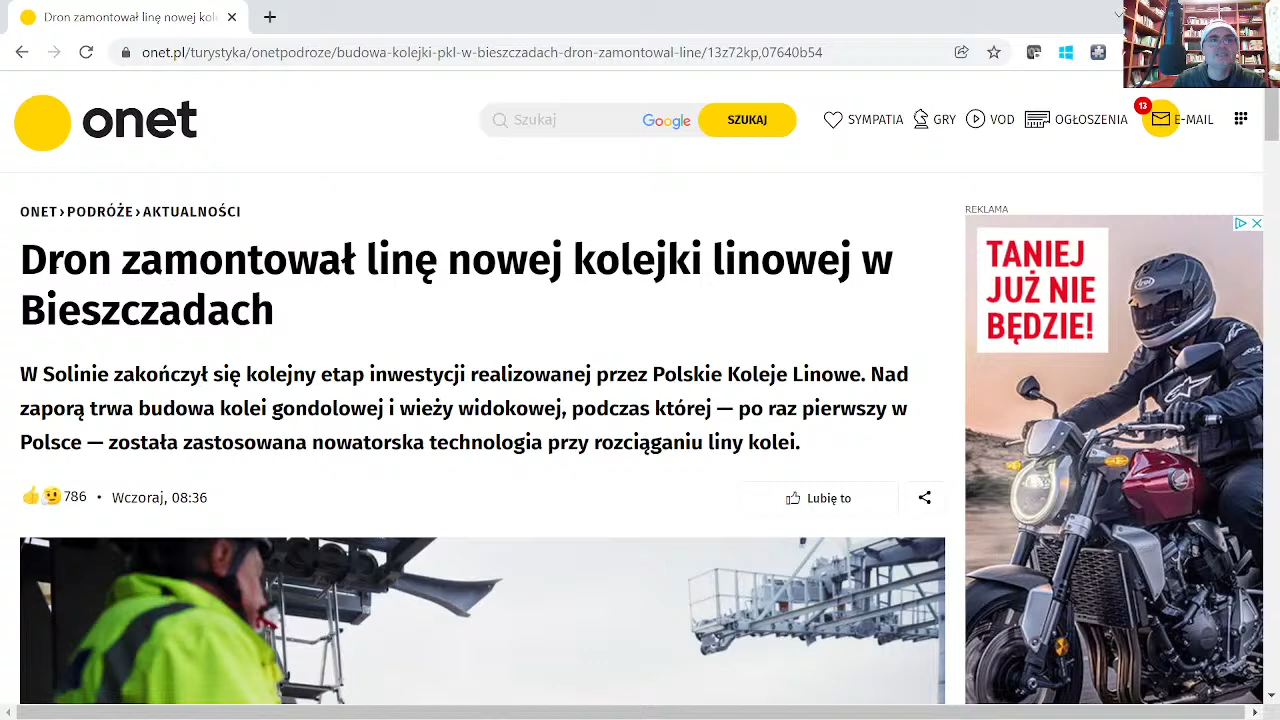 Dron zamontował linę nowej kol
onet.pl/turystyka/onetpodroze/budowa-kolejki-pkl-w-bieszczadach-dron-zamontowal-line/13z72kp,07640b54
onet
Szukaj
Google
SZUKAJ
SYMPATIA
GRY
VOD
OGŁOSZENIA
13
E-MAIL
ONET › PODRÓŻE › AKTUALNOŚCI
Dron zamontował linę nowej kolejki linowej w
Bieszczadach
W Solinie zakończył się kolejny etap inwestycji realizowanej przez Polskie Koleje Linowe. Nad
zaporą trwa budowa kolei gondolowej i wieży widokowej, podczas której — po raz pierwszy w
Polsce — została zastosowana nowatorska technologia przy rozciąganiu liny kolei.
786 • Wczoraj, 08:36
Lubię to
REKLAMA
TANIEJ
JUŻ NIE
BĘDZIE!